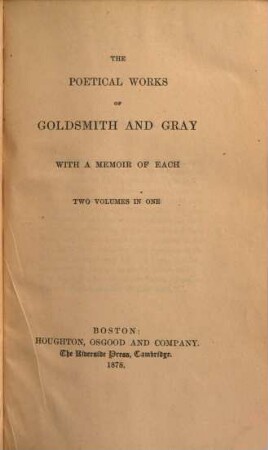 THE
POETICAL WORKS
OF
GOLDSMITH AND GRAY
WITH A MEMOIR OF EACH
TWO VOLUMES IN ONE
BOSTON:
HOUGHTON, OSGOOD AND COMPANY.
The Riverside Press, Cambridge.
1878.